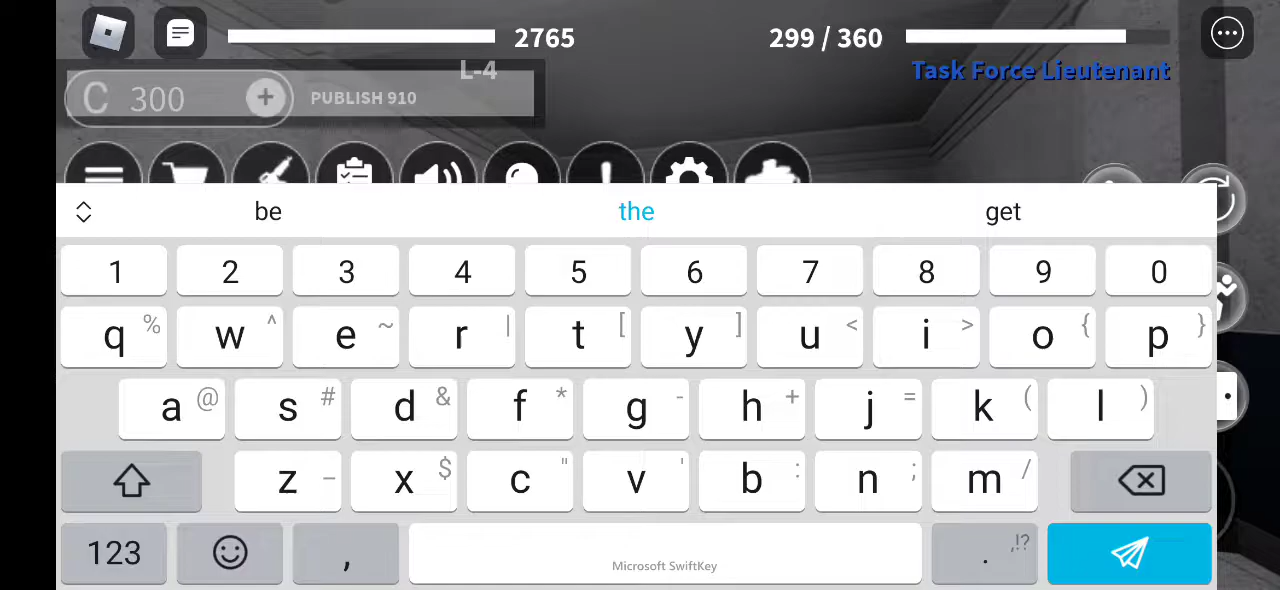 2765 299 / 360
L-4 Task Force Lieutenant
C 300 + PUBLISH 910
be the get
1 2 3 4 5 6 7 8 9 0
q % w ^ e ~ r | t [ y ] u < i > o { p }
a @ s # d & f * g - h + j = k ( l )
z _ x $ c " v ' b : n ; m /
123 , Microsoft SwiftKey . ,!?